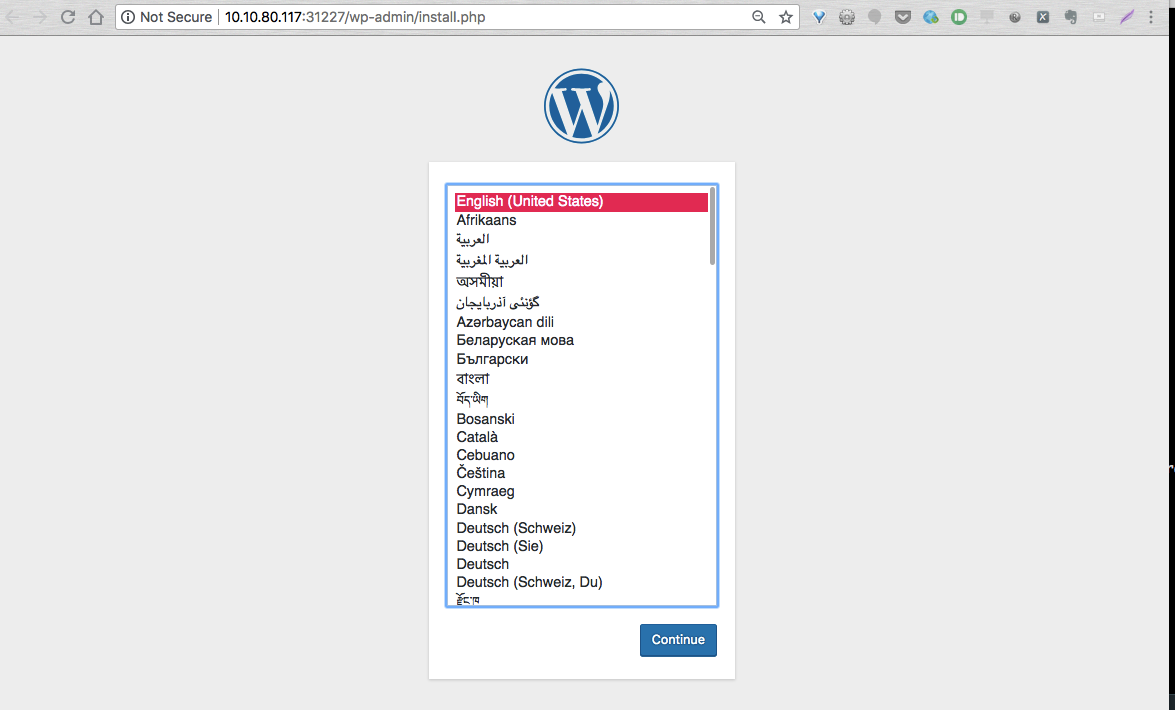 Not Secure | 10.10.80.117:31227/wp-admin/install.php
English (United States)
Afrikaans
العربية
العربية المغربية
অসমীয়া
گؤنئی آذربایجان
Azərbaycan dili
Беларуская мова
Български
বাংলা
བོད་ཡིག
Bosanski
Català
Cebuano
Čeština
Cymraeg
Dansk
Deutsch (Schweiz)
Deutsch (Sie)
Deutsch
Deutsch (Schweiz, Du)
རྫོང་ཁ
Continue